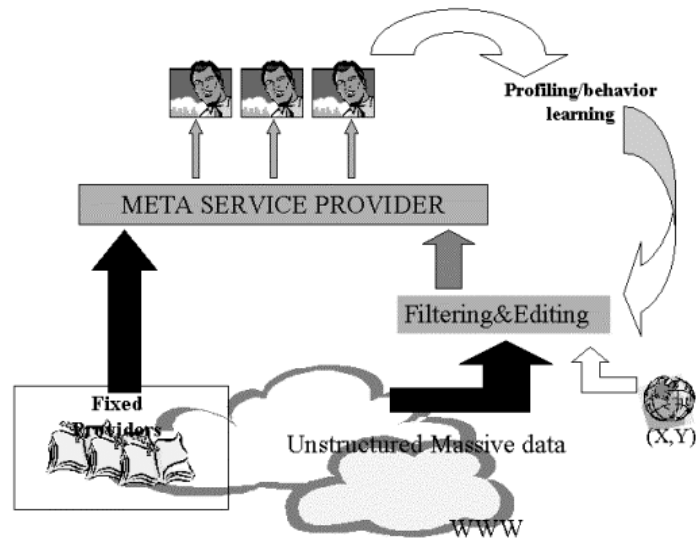 Profiling/behavior
learning
META SERVICE PROVIDER
Filtering&Editing
Fixed
Providers
Unstructured Massive data
(X,Y)
WWW